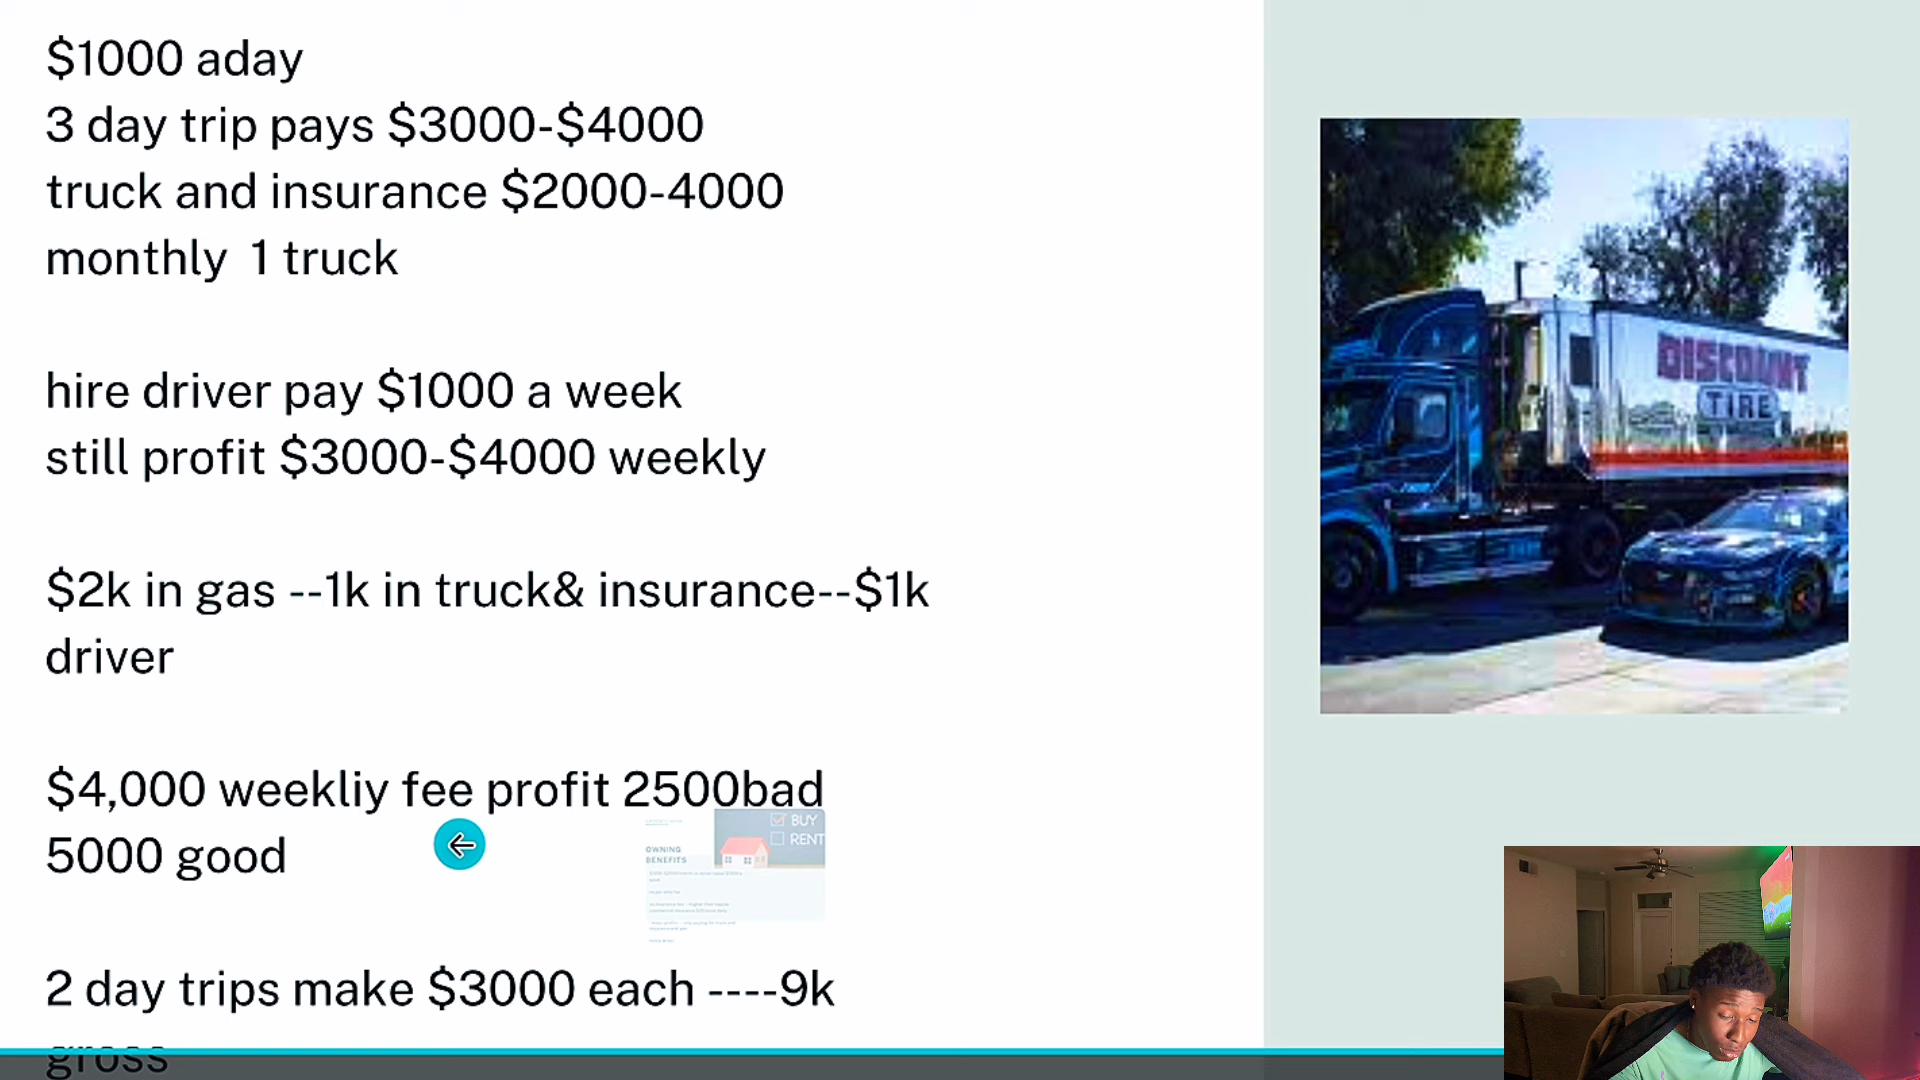 $1000 aday
3 day trip pays $3000-$4000
truck and insurance $2000-4000
monthly 1 truck
hire driver pay $1000 a week
still profit $3000-$4000 weekly
$2k in gas --1k in truck& insurance--$1k
driver
$4,000 weekliy fee profit 2500bad
5000 good
2 day trips make $3000 each ----9k
gross
DISCOUNT
TIRE
BUY
RENT
OWNING
BENEFITS